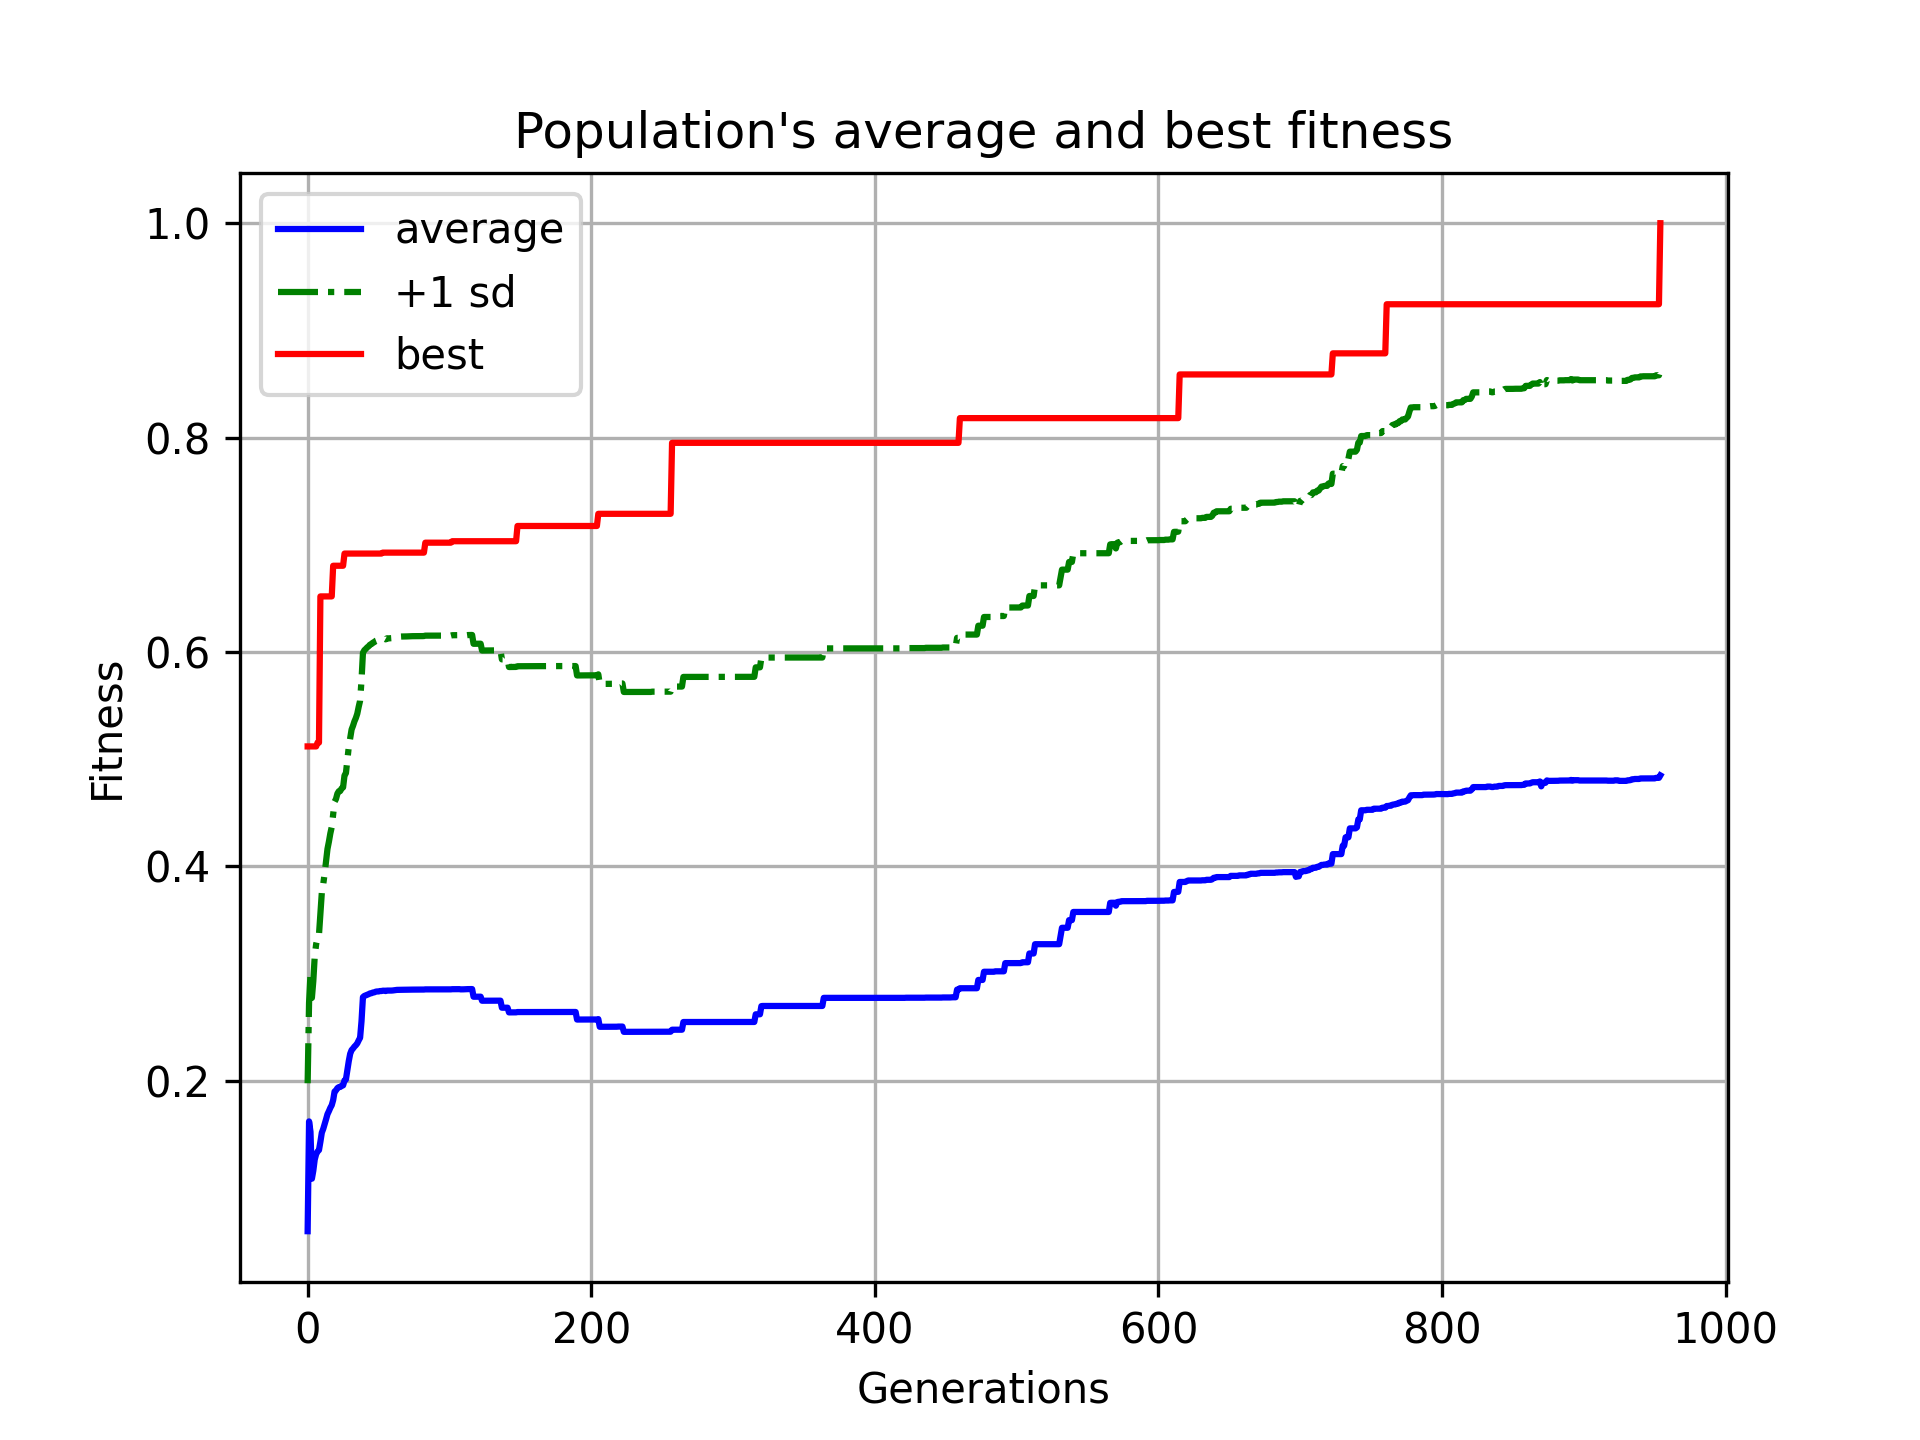 Population's average and best fitness
average
+1 sd
best
1.0
0.8
0.6
0.4
0.2
Fitness
0 200 400 600 800 1000
Generations